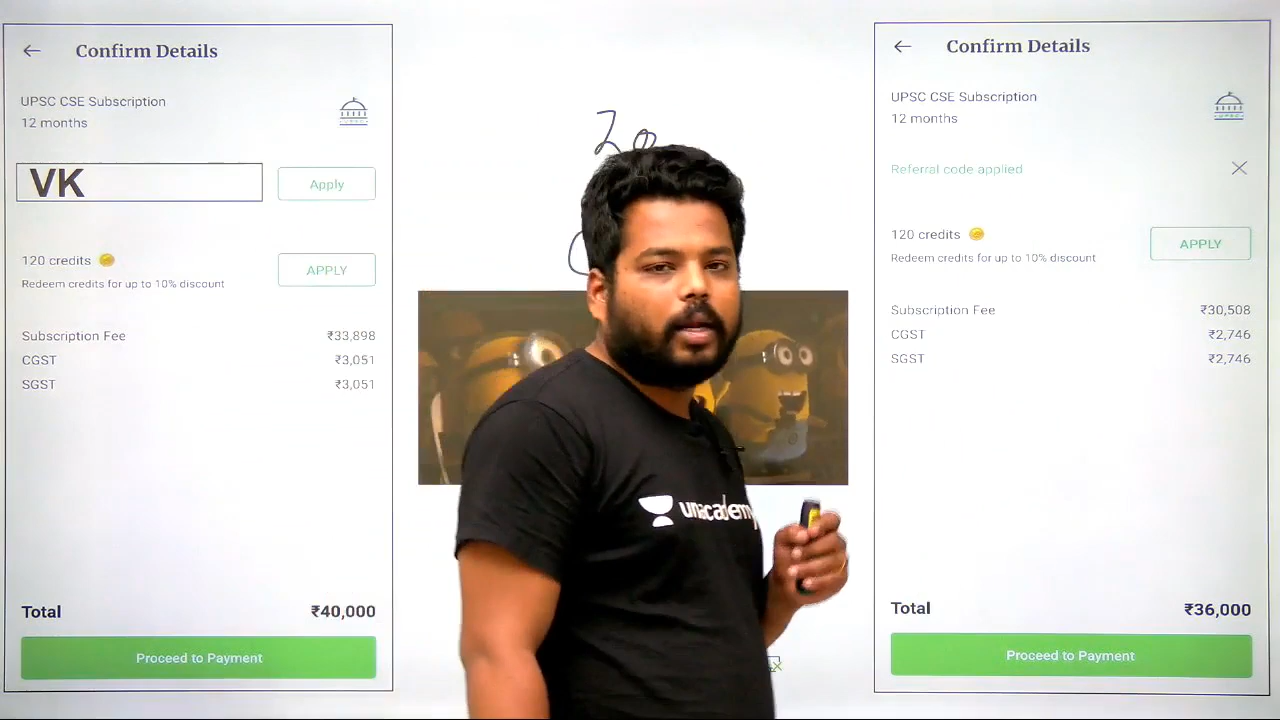 Confirm Details
UPSC CSE Subscription
12 months
VK
Apply
120 credits
Redeem credits for up to 10% discount
APPLY
Subscription Fee ₹33,898
CGST ₹3,051
SGST ₹3,051
Total ₹40,000
Proceed to Payment
unacademy
Confirm Details
UPSC CSE Subscription
12 months
UPSC
Referral code applied
120 credits
Redeem credits for up to 10% discount
APPLY
Subscription Fee ₹30,508
CGST ₹2,746
SGST ₹2,746
Total ₹36,000
Proceed to Payment